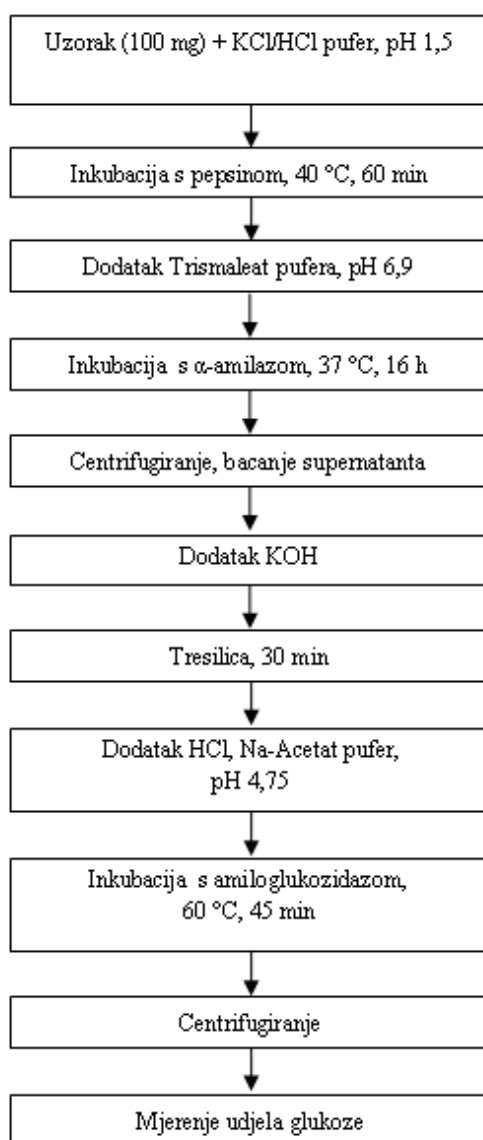 Uzorak (100 mg) + KCl/HCl pufer, pH 1,5
Inkubacija s pepsinom, 40 °C, 60 min
Dodatak Trismaleat pufera, pH 6,9
Inkubacija s α-amilazom, 37 °C, 16 h
Centrifugiranje, bacanje supernatanta
Dodatak KOH
Tresilica, 30 min
Dodatak HCl, Na-Acetat pufer,
pH 4,75
Inkubacija s amiloglukozidazom,
60 °C, 45 min
Centrifugiranje
Mjerenje udjela glukoze